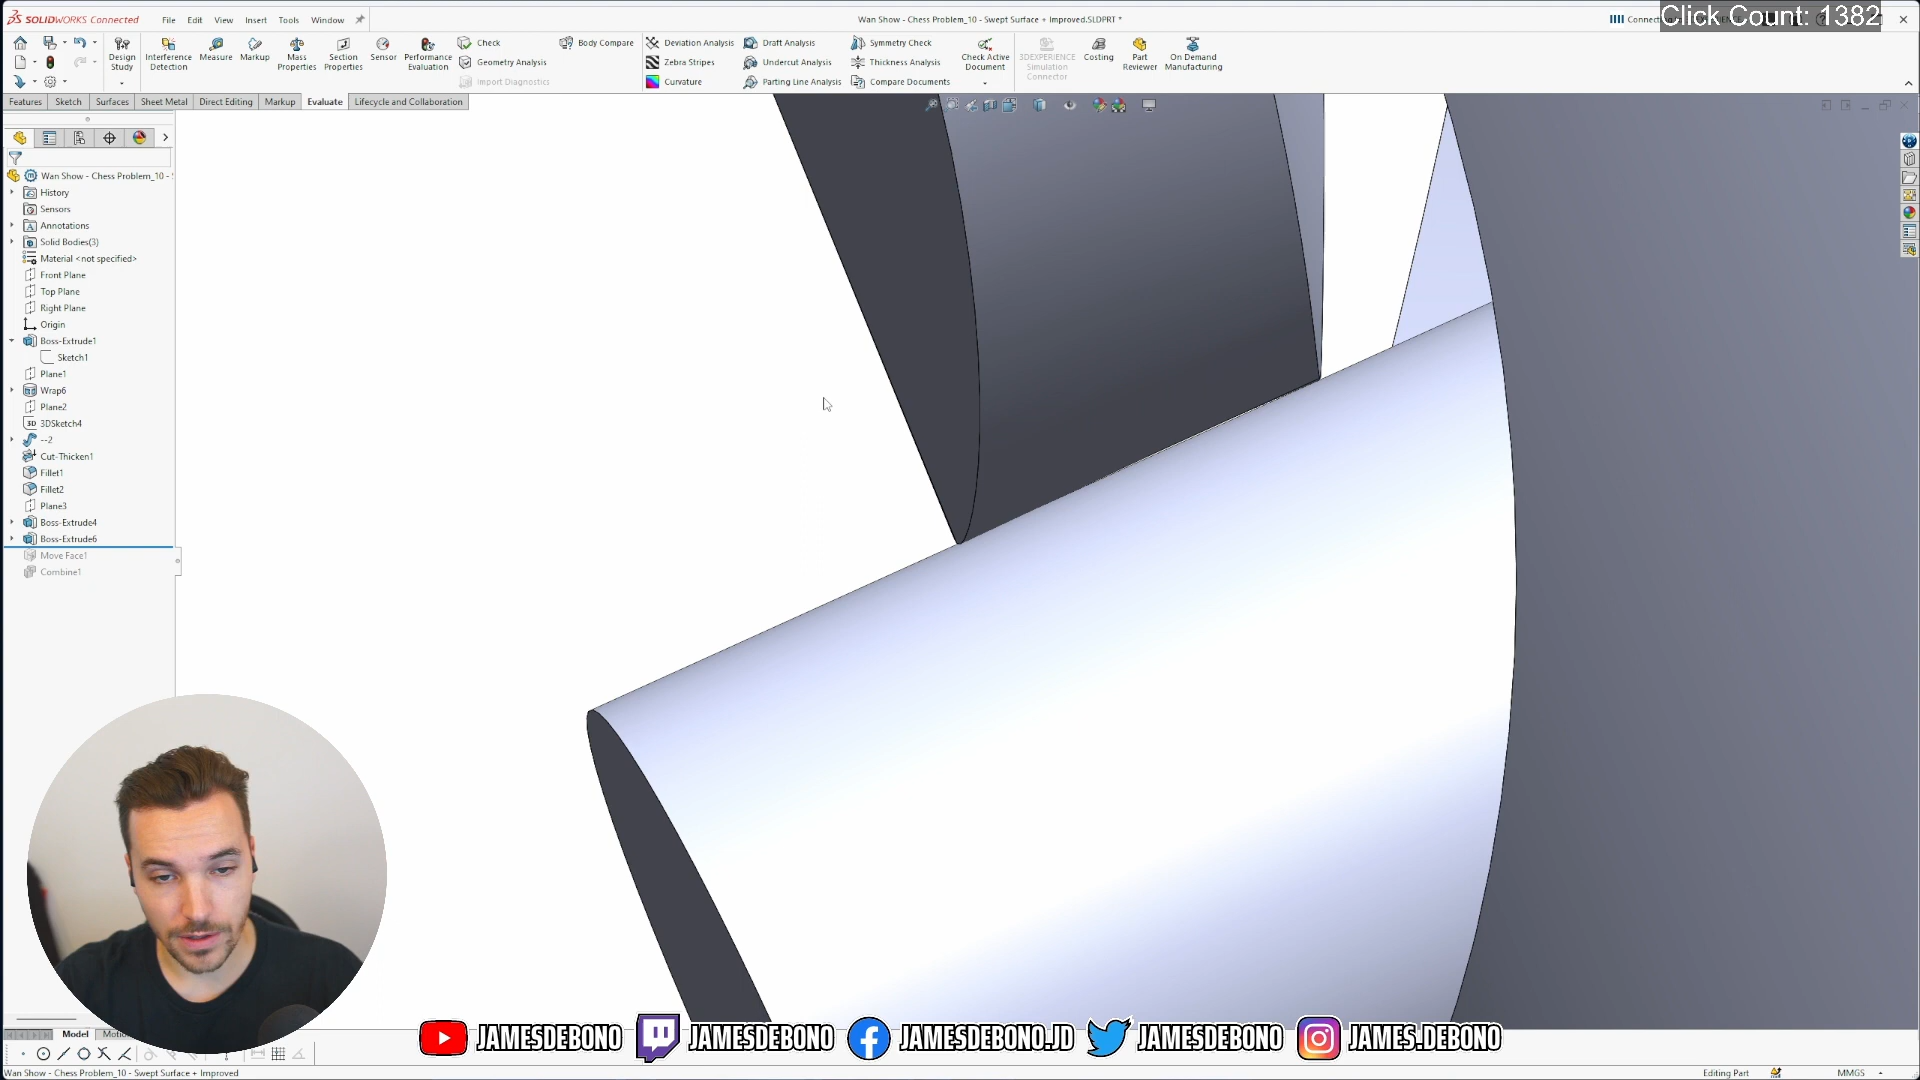 SOLIDWORKS Connected
File Edit View Insert Tools Window
Wan Show - Chess Problem_10 - Swept Surface + Improved.SLDPRT *
Click Count: 1382
Design Study
Interference Detection
Measure
Markup
Mass Properties
Section Properties
Sensor
Performance Evaluation
Check
Geometry Analysis
Import Diagnostics
Body Compare
Deviation Analysis
Zebra Stripes
Curvature
Draft Analysis
Undercut Analysis
Parting Line Analysis
Symmetry Check
Thickness Analysis
Compare Documents
Check Active Document
3DEXPERIENCE Simulation Connector
Costing
Part Reviewer
On Demand Manufacturing
Features Sketch Surfaces Sheet Metal Direct Editing Markup Evaluate Lifecycle and Collaboration
Wan Show - Chess Problem_10 -
History
Sensors
Annotations
Solid Bodies(3)
Material <not specified>
Front Plane
Top Plane
Right Plane
Origin
Boss-Extrude1
Sketch1
Plane1
Wrap6
Plane2
3D 3DSketch4
--2
Cut-Thicken1
Fillet1
Fillet2
Plane3
Boss-Extrude4
Boss-Extrude6
Move Face1
Combine1
Model
JAMESDEBONO JAMESDEBONO JAMESDEBONO.JD JAMESDEBONO JAMES.DEBONO
Wan Show - Chess Problem_10 - Swept Surface + Improved
Editing Part
MMGS